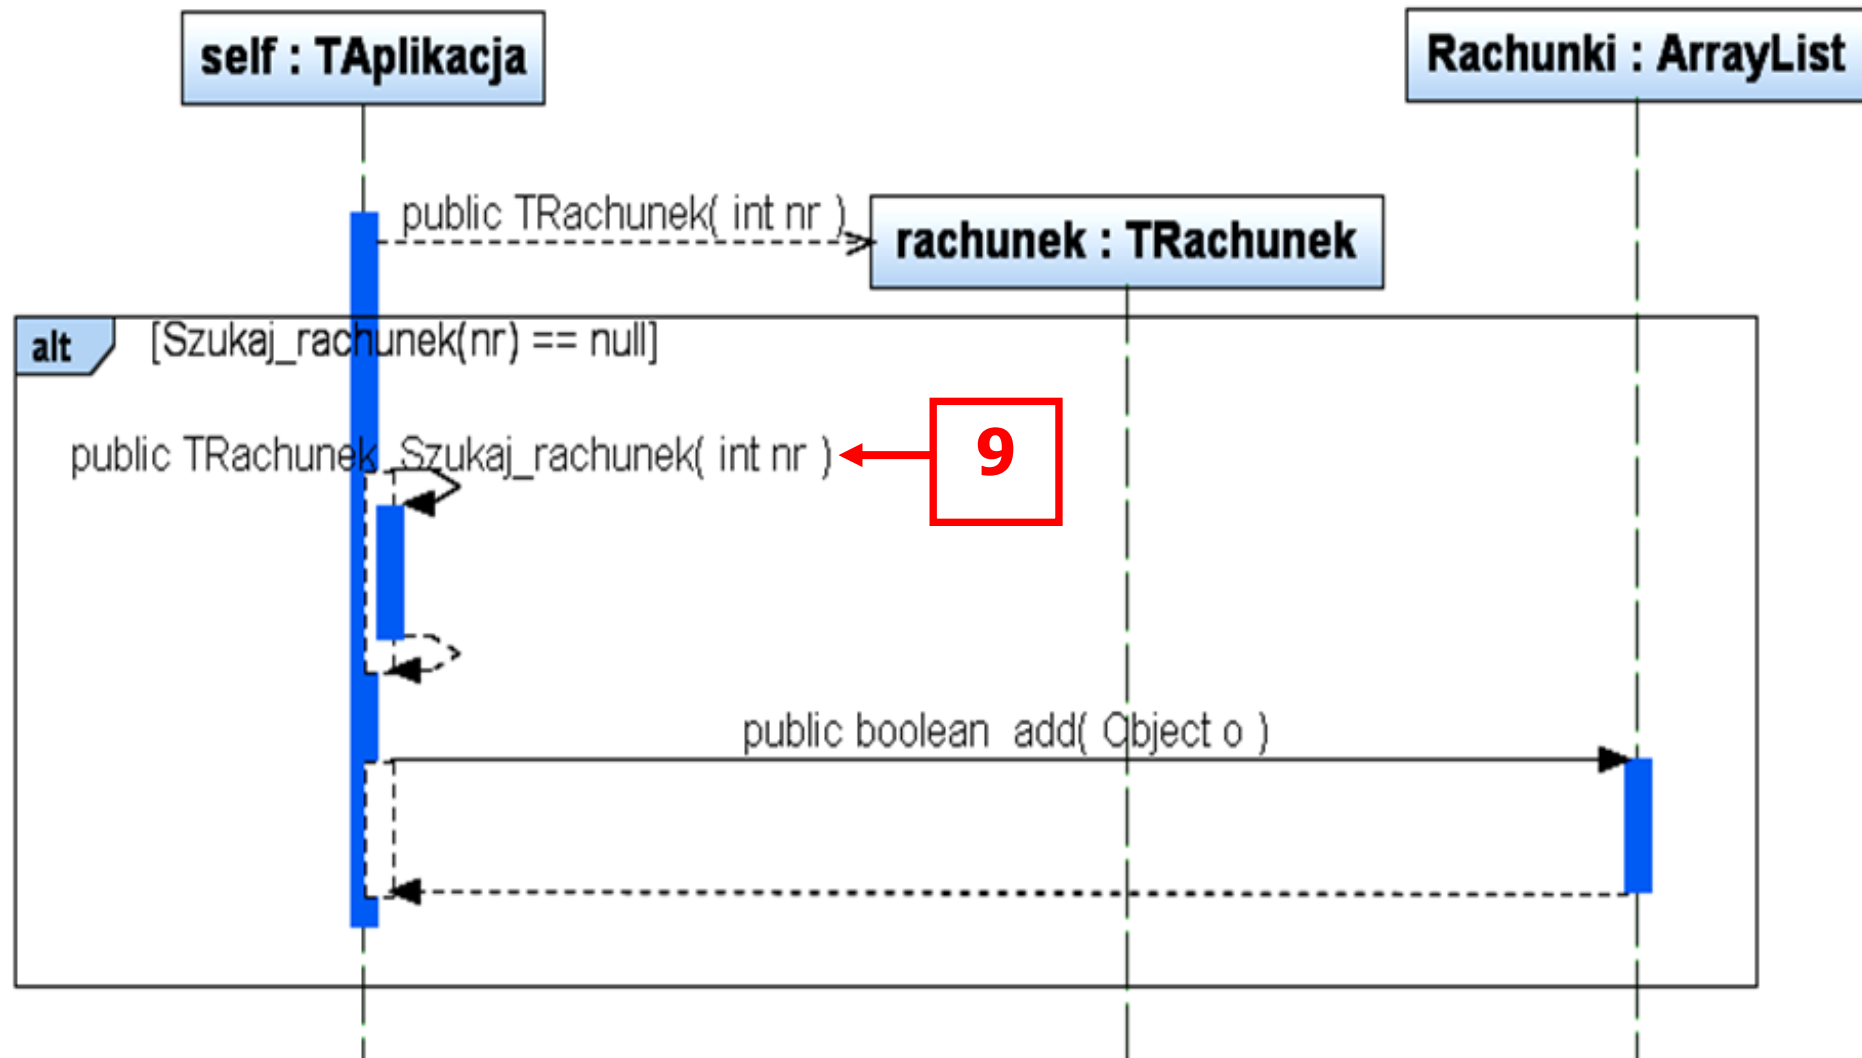 self : TAplikacja
Rachunki : ArrayList
public TRachunek( int nr )
rachunek : TRachunek
alt
[Szukaj_rachunek(nr) == null]
public TRachunek  Szukaj_rachunek( int nr )
9
public boolean  add( Object o )